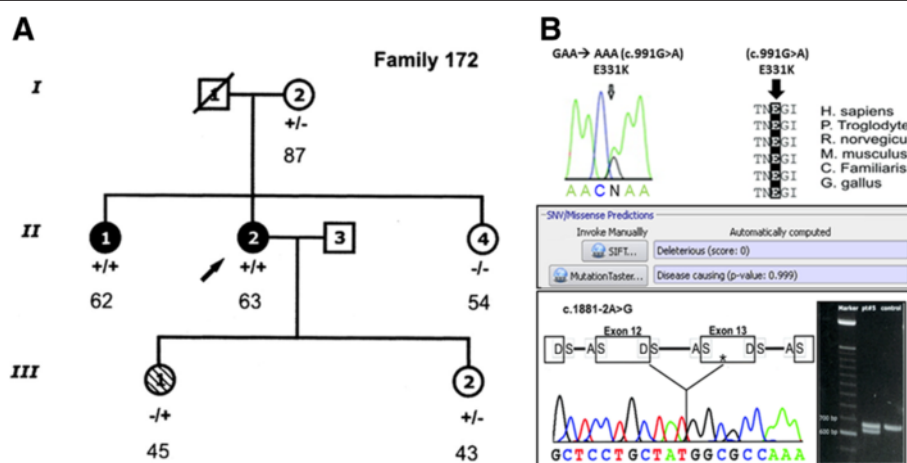 A
Family 172
I
1
2
+/-
87
II
1
2
3
4
+/+
+/+
-/-
62
63
54
III
1
2
-/+
+/-
45
43
B
GAA→ AAA (c.991G>A)
E331K
A A C N A A
(c.991G>A)
E331K
TNEGI
TNEGI
TNEGI
TNEGI
TNEGI
TNEGI
H. sapiens
P. Troglodyte
R. norvegicu
M. musculus
C. Familiaris
G. gallus
SNV/Missense Predictions
Invoke Manuallly
Automatically computed
SIFT...
Deleterious (score: 0)
MutationTaster...
Disease causing (p-value: 0.999)
c.1881-2A>G
Exon 12
Exon 13
DS AS DS AS DS AS
*
GCTCCTGCTATGGCGCCAAA
Marker pt#5 control
700 bp
600 bp